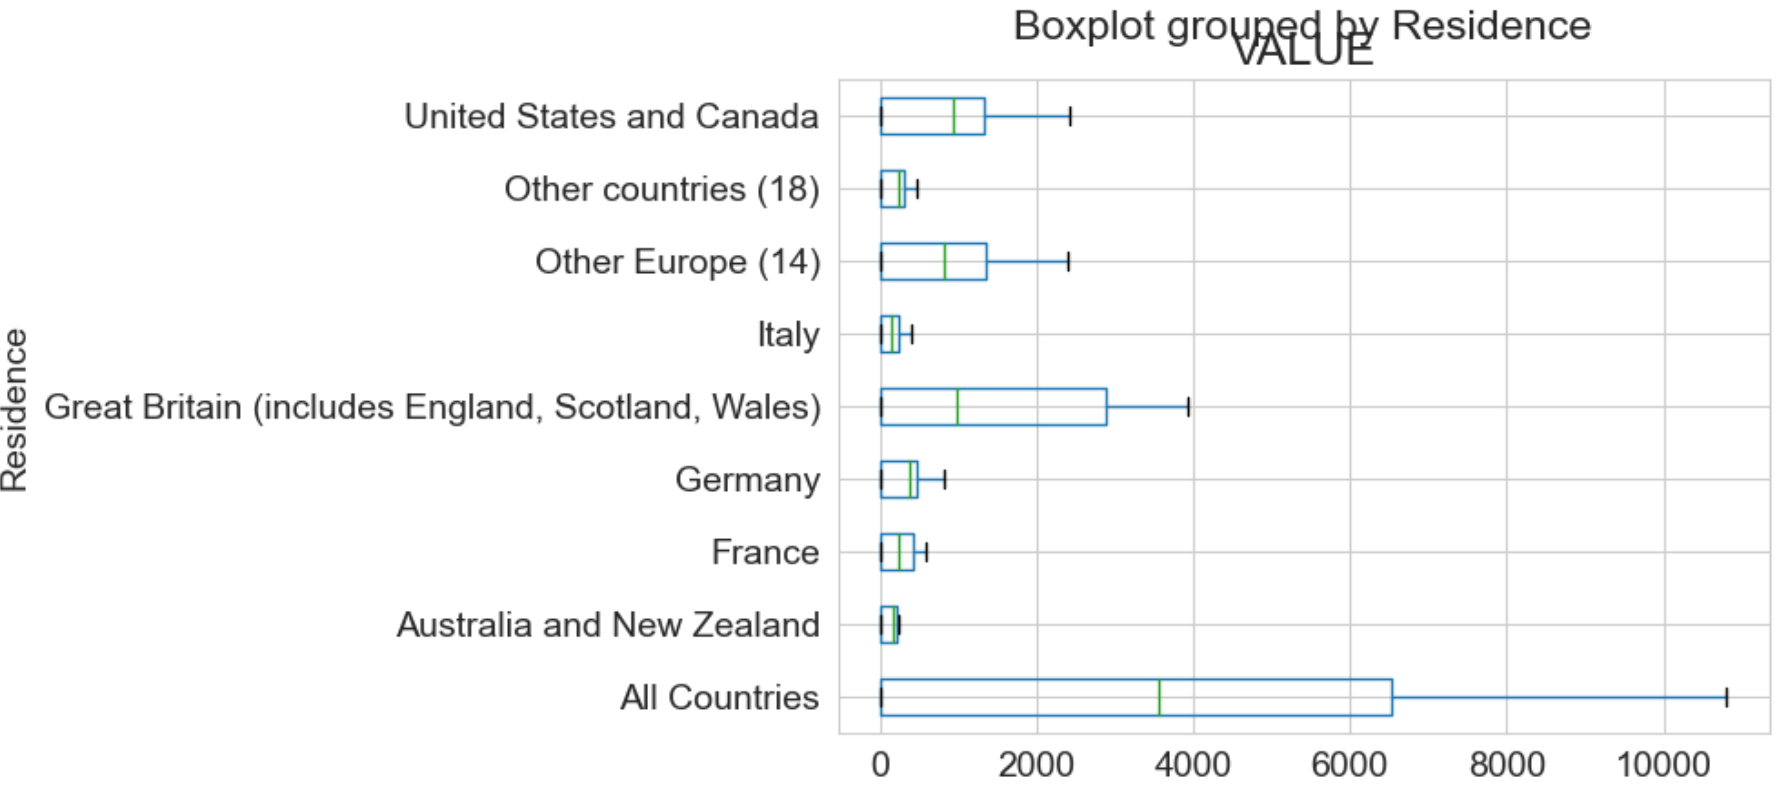 Boxplot grouped by Residence
VALUE
United States and Canada
Other countries (18)
Other Europe (14)
Italy
Great Britain (includes England, Scotland, Wales)
Germany
France
Australia and New Zealand
All Countries
Residence
0 2000 4000 6000 8000 10000